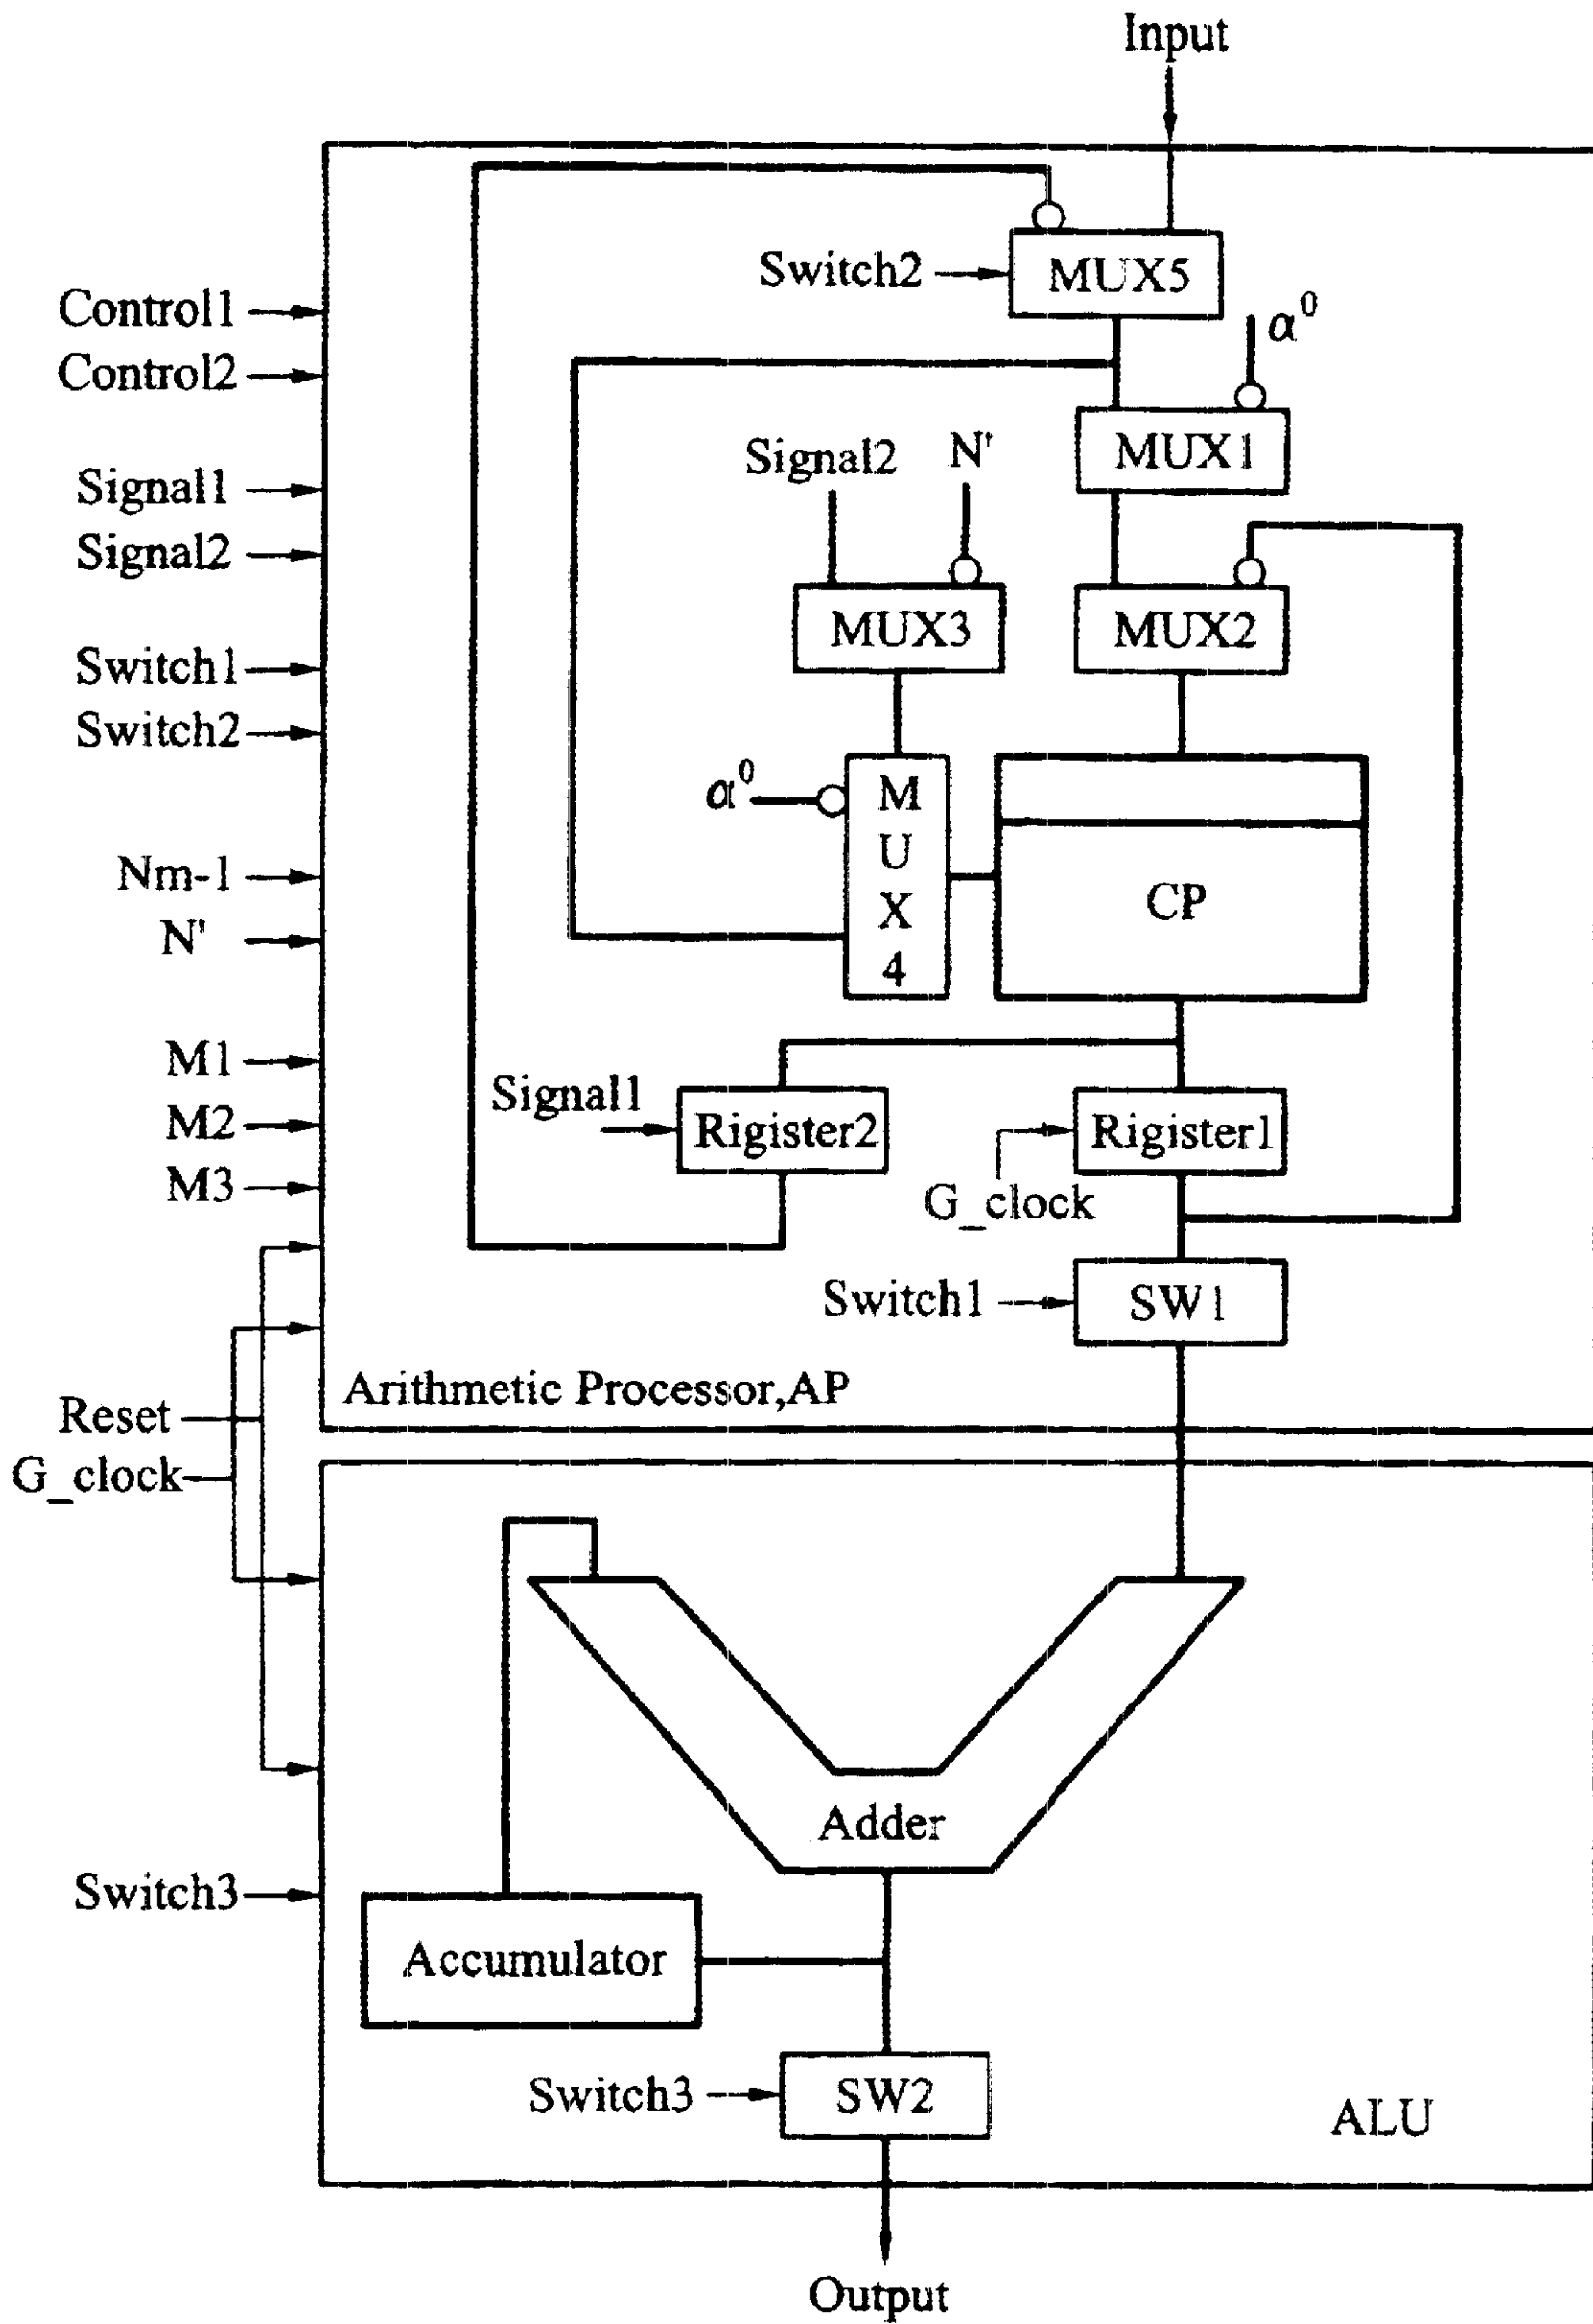 Input
Switch2
MUX5
Control1
α⁰
Control2
MUX1
Signal2
N'
Signal1
Signal2
MUX3
MUX2
Switch1
Switch2
α⁰
M
U
X
4
Nm-1
CP
N'
M1
Signal1
M2
Rigister2
Rigister1
M3
G_clock
Switch1
SW1
Arithmetic Processor,AP
Reset
G_clock
Adder
Switch3
Accumulator
Switch3
SW2
ALU
Output